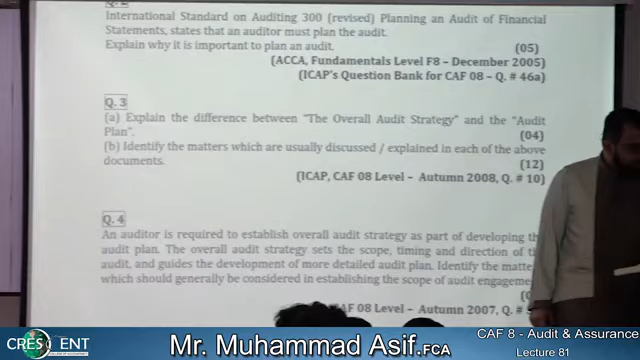 International Standard on Auditing 300 (revised) Planning an Audit of Financial
Statements, states that an auditor must plan the audit.
Explain why it is important to plan an audit.
(05)
(ACCA, Fundamentals Level F8 – December 2005)
(ICAP's Question Bank for CAF 08 – Q. # 46a)
Q. 3
(a) Explain the difference between "The Overall Audit Strategy" and the "Audit
Plan".
(04)
(b) Identify the matters which are usually discussed / explained in each of the above
documents.
(12)
(ICAP, CAF 08 Level – Autumn 2008, Q. # 10)
Q. 4
An auditor is required to establish overall audit strategy as part of developing
audit plan. The overall audit strategy sets the scope, timing and direction of
audit, and guides the development of more detailed audit plan. Identify the
which should generally be considered in establishing the scope of audit
08 Level – Autumn 2007, Q. #
CRESCENT
Mr. Muhammad Asif.FCA
CAF 8 - Audit & Assurance
Lecture 81